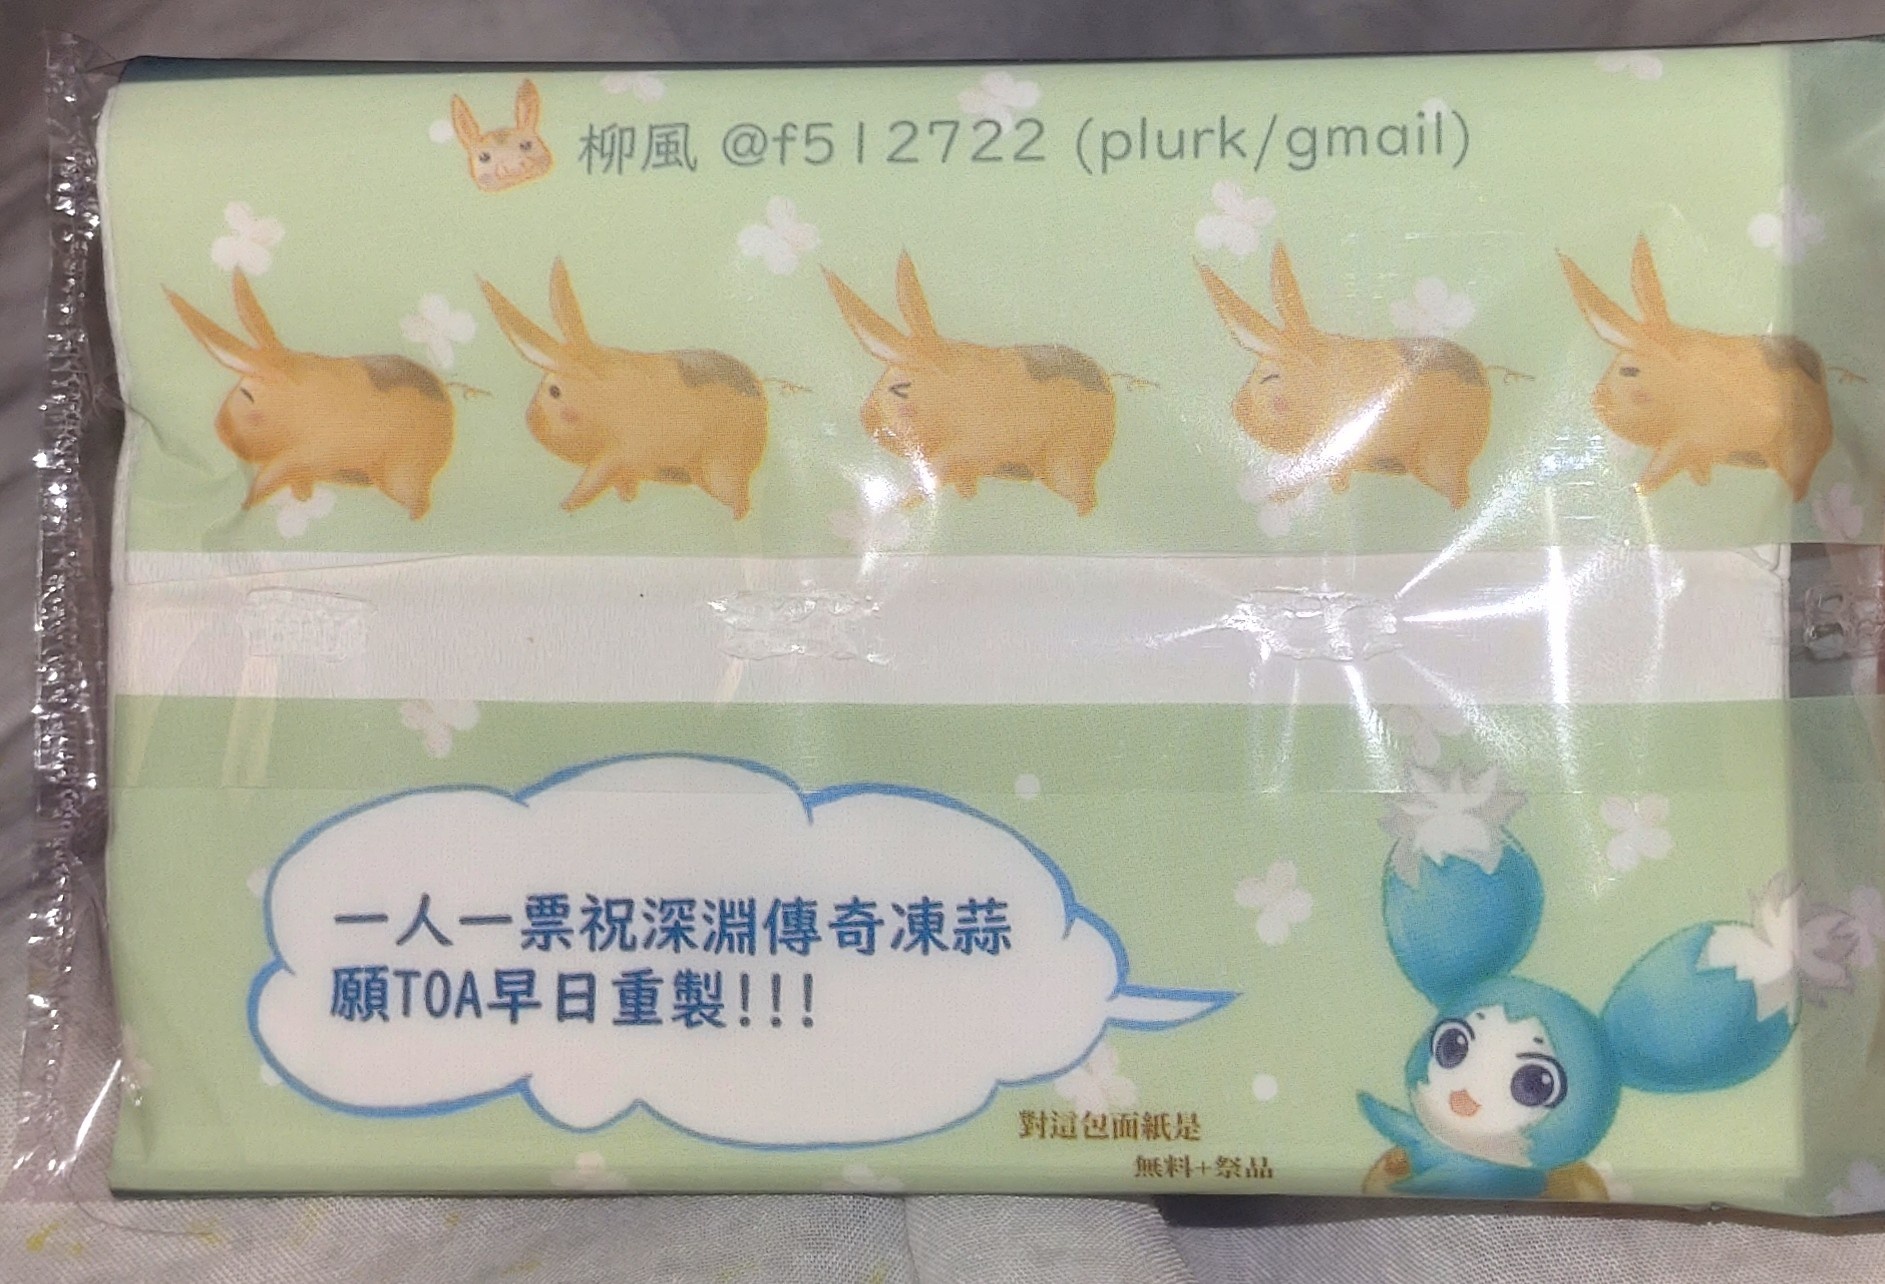 柳風 @f512722 (plurk/gmail)
一人一票祝深淵傳奇凍蒜
願TOA早日重製!!!
對這包面紙是
無料+祭品